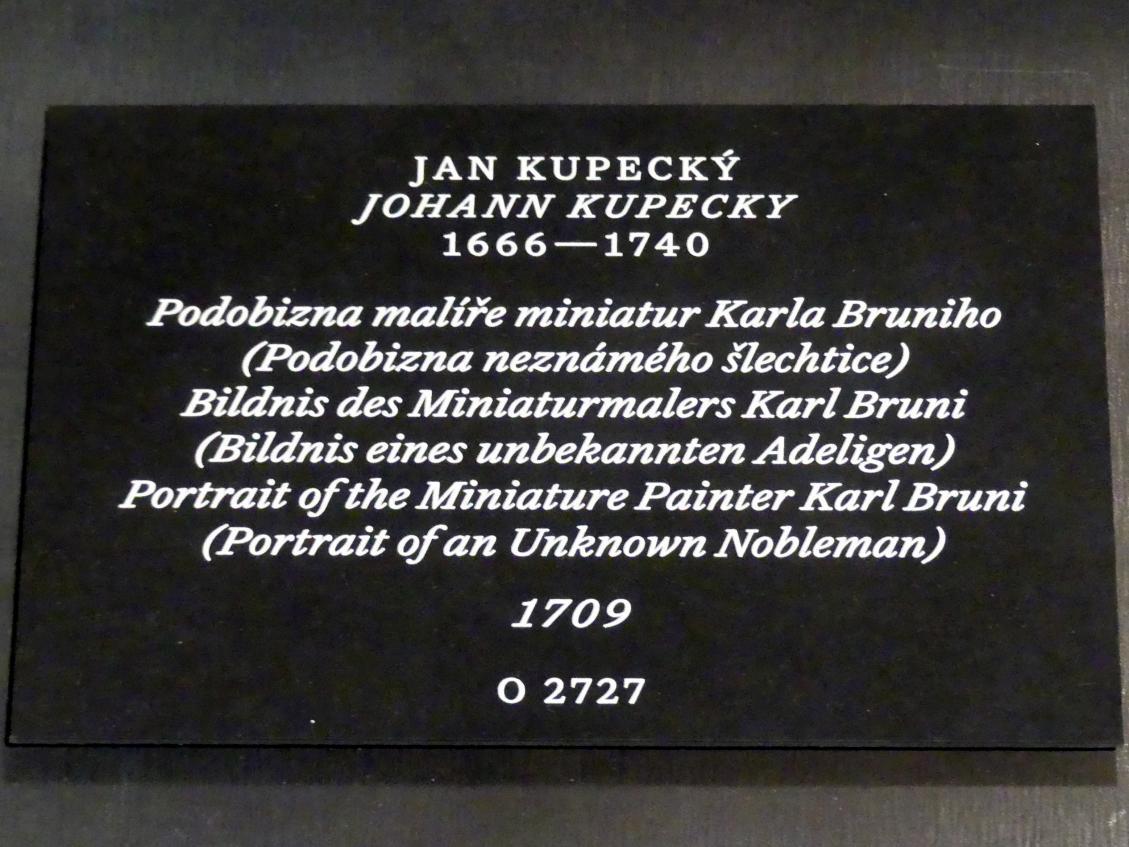 JAN KUPECKÝ
JOHANN KUPECKY
1666—1740
Podobizna malíře miniatur Karla Bruniho
(Podobizna neznámého šlechtice)
Bildnis des Miniaturmalers Karl Bruni
(Bildnis eines unbekannten Adeligen)
Portrait of the Miniature Painter Karl Bruni
(Portrait of an Unknown Nobleman)
1709
O 2727